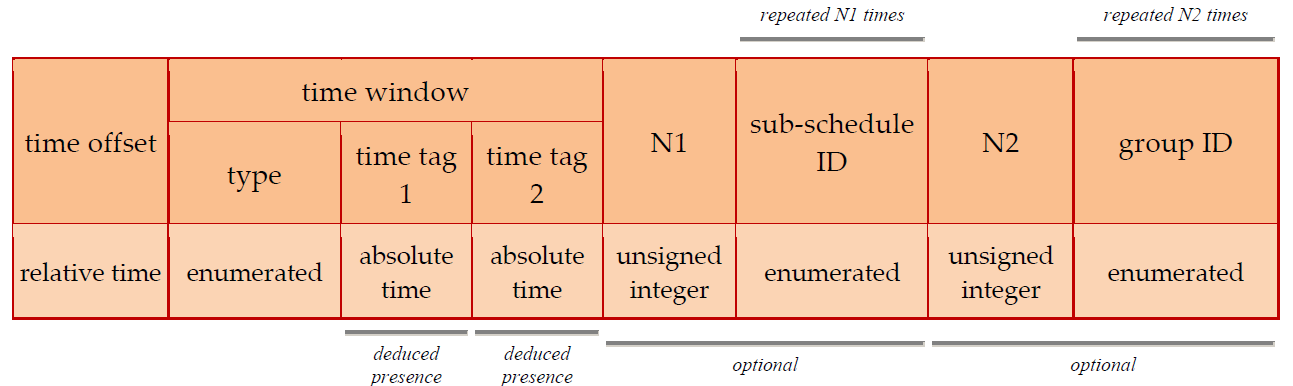 repeated N1 times
repeated N2 times
time offset
time window
type
time tag
1
time tag
2
N1
sub-schedule
ID
N2
group ID
relative time
enumerated
absolute
time
absolute
time
unsigned
integer
enumerated
unsigned
integer
enumerated
deduced
presence
deduced
presence
optional
optional